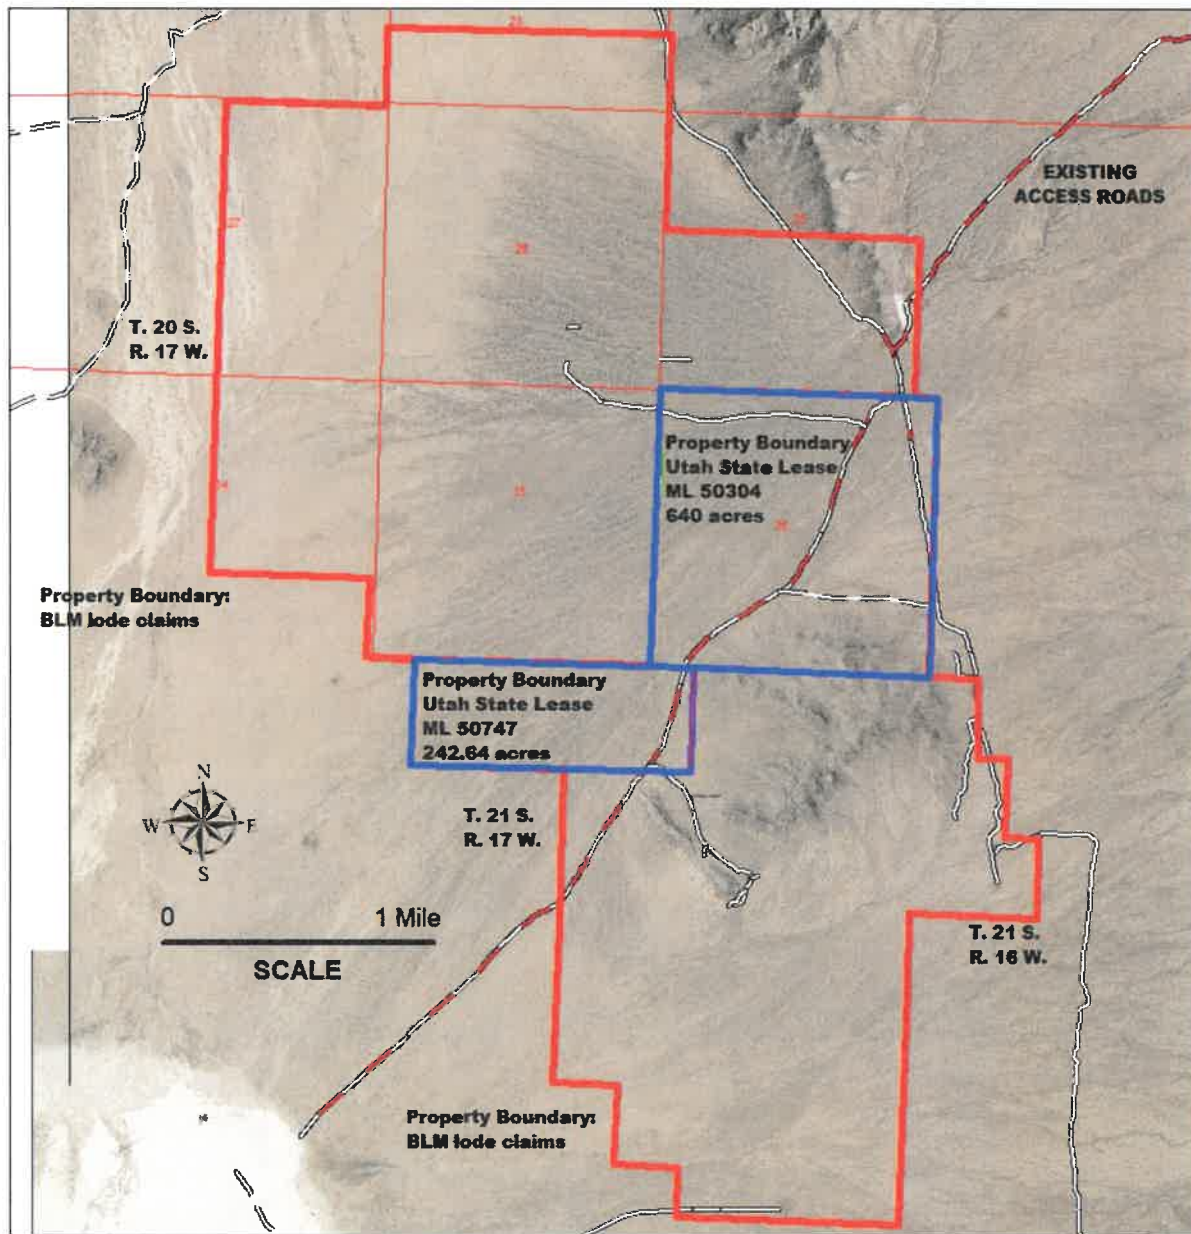 EXISTING
ACCESS ROADS
T. 20 S.
R. 17 W.
Property Boundary
Utah State Lease
ML 50304
640 acres
Property Boundary:
BLM lode claims
Property Boundary
Utah State Lease
ML 50747
242.64 acres
N
W E
S
T. 21 S.
R. 17 W.
0 1 Mile
SCALE
T. 21 S.
R. 16 W.
Property Boundary:
BLM lode claims